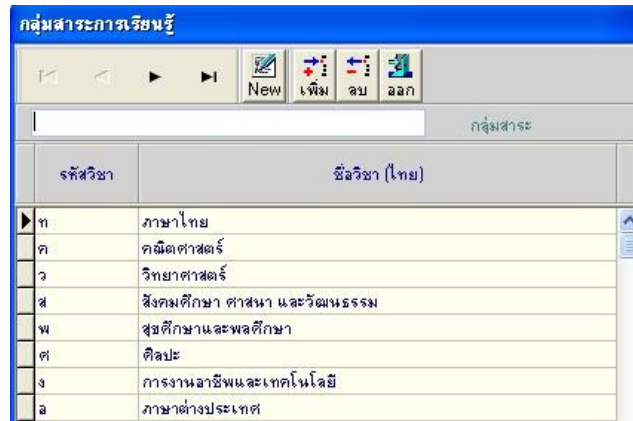 กลุ่มสาระการเรียนรู้
New เพิ่ม ลบ ออก
กลุ่มสาระ
รหัสวิชา ชื่อวิชา (ไทย)
ท ภาษาไทย
ค คณิตศาสตร์
ว วิทยาศาสตร์
ส สังคมศึกษา ศาสนา และวัฒนธรรม
พ สุขศึกษาและพลศึกษา
ศ ศิลปะ
ง การงานอาชีพและเทคโนโลยี
อ ภาษาต่างประเทศ